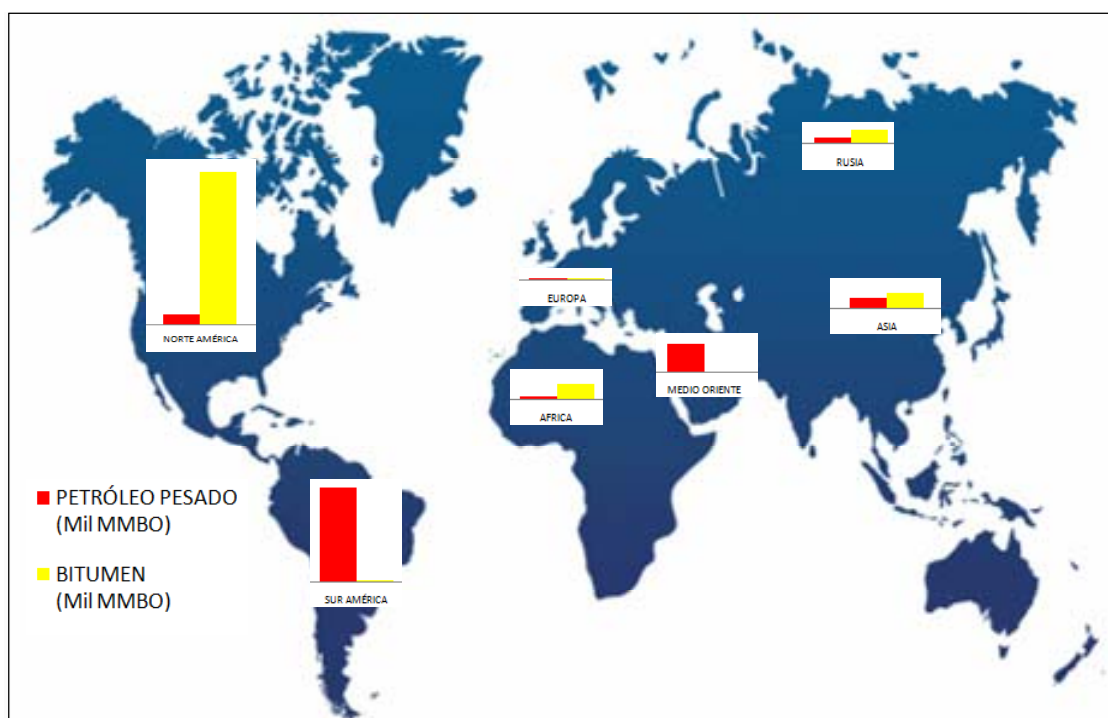 RUSIA
EUROPA
ASIA
NORTE AMÉRICA
MEDIO ORIENTE
AFRICA
PETRÓLEO PESADO
(Mil MMBO)
BITUMEN
(Mil MMBO)
SUR AMÉRICA